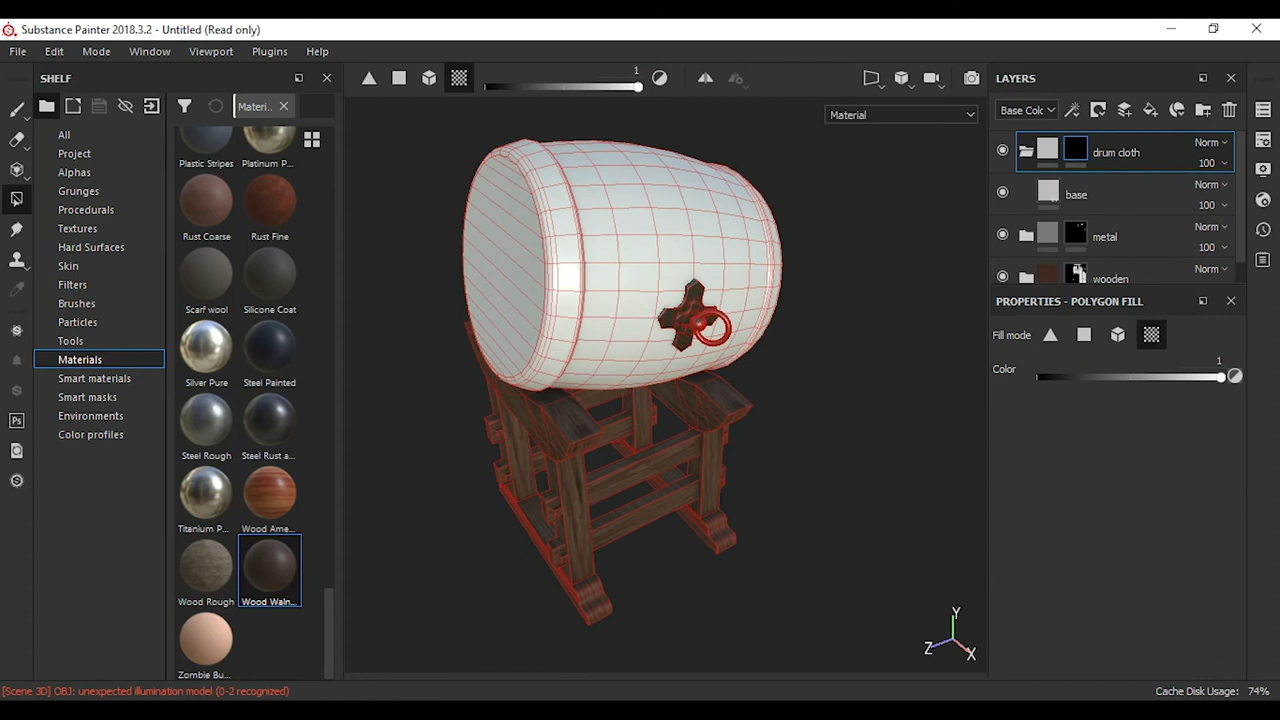 Substance Painter 2018.3.2 - Untitled (Read only)
File Edit Mode Window Viewport Plugins Help
SHELF
Materi..
All
Project
Alphas
Grunges
Procedurals
Textures
Hard Surfaces
Skin
Filters
Brushes
Particles
Tools
Materials
Smart materials
Smart masks
Environments
Color profiles
Plastic Stripes Platinum P...
Rust Coarse Rust Fine
Scarf wool Silicone Coat
Silver Pure Steel Painted
Steel Rough Steel Rust a...
Titanium P... Wood Ame...
Wood Rough Wood Waln...
Zombie Bu...
Ps
1
Material
Y
Z X
LAYERS
Base Col
drum cloth Norm 100
base Norm 100
metal Norm 100
wooden Norm
PROPERTIES - POLYGON FILL
Fill mode
Color 1
[Scene 3D] OBJ: unexpected illumination model (0-2 recognized)
Cache Disk Usage: 74%